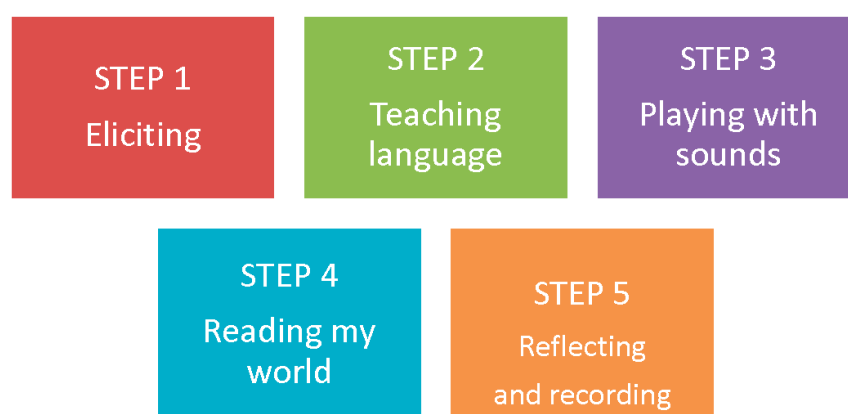 STEP 1
Eliciting
STEP 2
Teaching
language
STEP 3
Playing with
sounds
STEP 4
Reading my
world
STEP 5
Reflecting
and recording